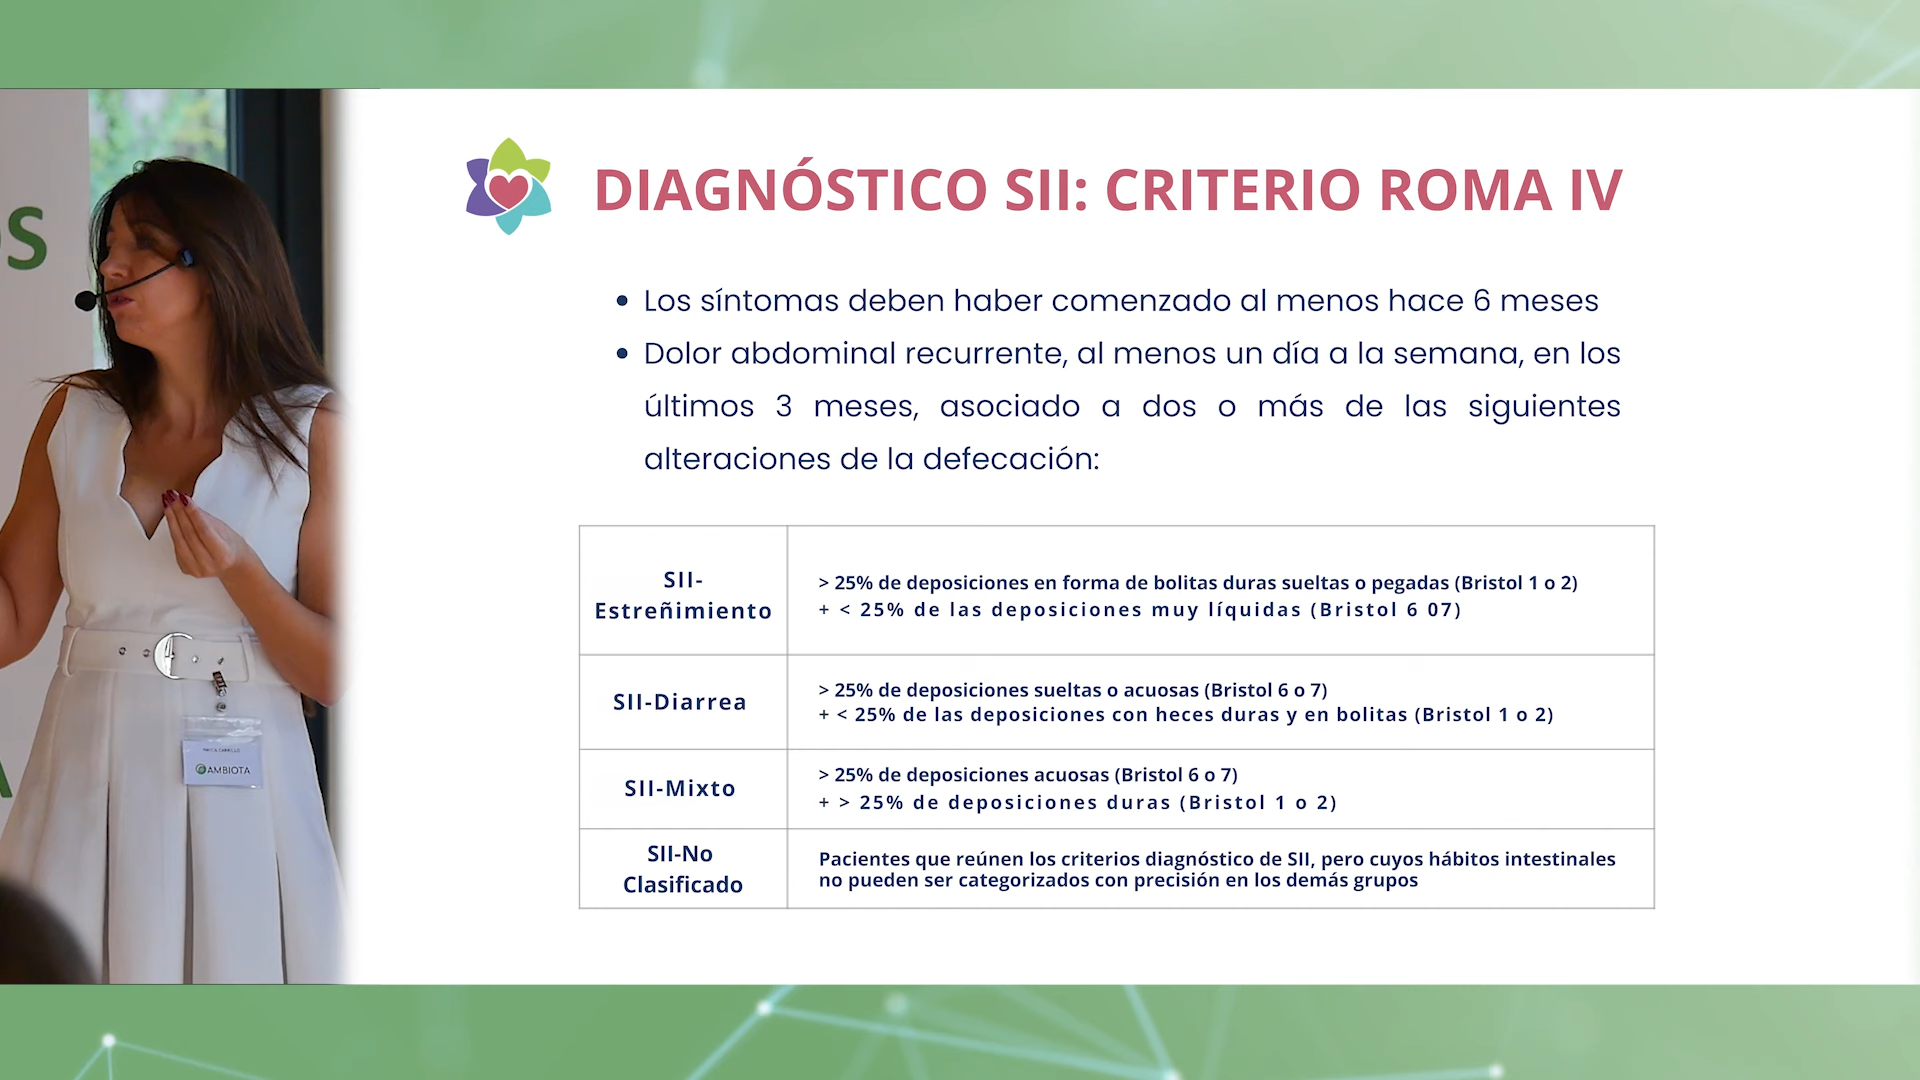 DIAGNÓSTICO SII: CRITERIO ROMA IV
• Los síntomas deben haber comenzado al menos hace 6 meses
• Dolor abdominal recurrente, al menos un día a la semana, en los
últimos 3 meses, asociado a dos o más de las siguientes
alteraciones de la defecación:
SII-
Estreñimiento
> 25% de deposiciones en forma de bolitas duras sueltas o pegadas (Bristol 1 o 2)
+ < 25% de las deposiciones muy líquidas (Bristol 6 07)
SII-Diarrea
> 25% de deposiciones sueltas o acuosas (Bristol 6 o 7)
+ < 25% de las deposiciones con heces duras y en bolitas (Bristol 1 o 2)
SII-Mixto
> 25% de deposiciones acuosas (Bristol 6 o 7)
+ > 25% de deposiciones duras (Bristol 1 o 2)
SII-No
Clasificado
Pacientes que reúnen los criterios diagnóstico de SII, pero cuyos hábitos intestinales
no pueden ser categorizados con precisión en los demás grupos
OS
A
AMBIOTA